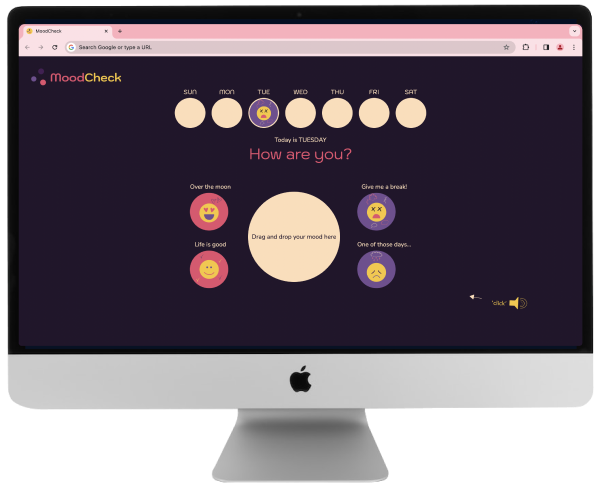 MoodCheck
Search Google or type a URL
MoodCheck
SUN MON TUE WED THU FRI SAT
Today is TUESDAY
How are you?
Over the moon
Give me a break!
Drag and drop your mood here
Life is good
One of those days...
"click"